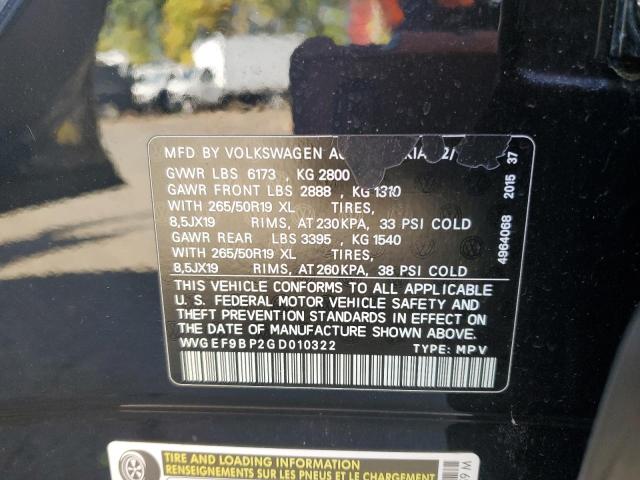 MFD BY VOLKSWAGEN
GVWR LBS 6173 , KG 2800
GAWR FRONT LBS 2888 , KG 1310
WITH 265/50R19 XL TIRES,
8,5JX19 RIMS, AT 230KPA, 33 PSI COLD
GAWR REAR LBS 3395 , KG 1540
WITH 265/50R19 XL TIRES,
8,5JX19 RIMS, AT 260KPA, 38 PSI COLD
THIS VEHICLE CONFORMS TO ALL APPLICABLE
U. S. FEDERAL MOTOR VEHICLE SAFETY AND
THEFT PREVENTION STANDARDS IN EFFECT ON
THE DATE OF MANUFACTURE SHOWN ABOVE.
WVGEF9BP2GD010322 TYPE: MPV
4964068 2015 37
TIRE AND LOADING INFORMATION
RENSEIGNEMENTS SUR LES PNEUS ET LE